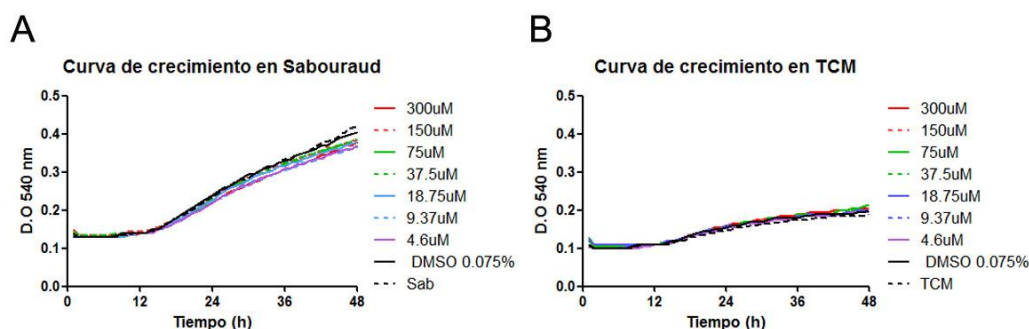 A
Curva de crecimiento en Sabouraud
D.O 540 nm
0.5
0.4
0.3
0.2
0.1
0.0
0
12
24
36
48
Tiempo (h)
300uM
150uM
75uM
37.5uM
18.75uM
9.37uM
4.6uM
DMSO 0.075%
Sab
B
Curva de crecimiento en TCM
D.O 540 nm
0.5
0.4
0.3
0.2
0.1
0.0
0
12
24
36
48
Tiempo (h)
300uM
150uM
75uM
37.5uM
18.75uM
9.37uM
4.6uM
DMSO 0.075%
TCM